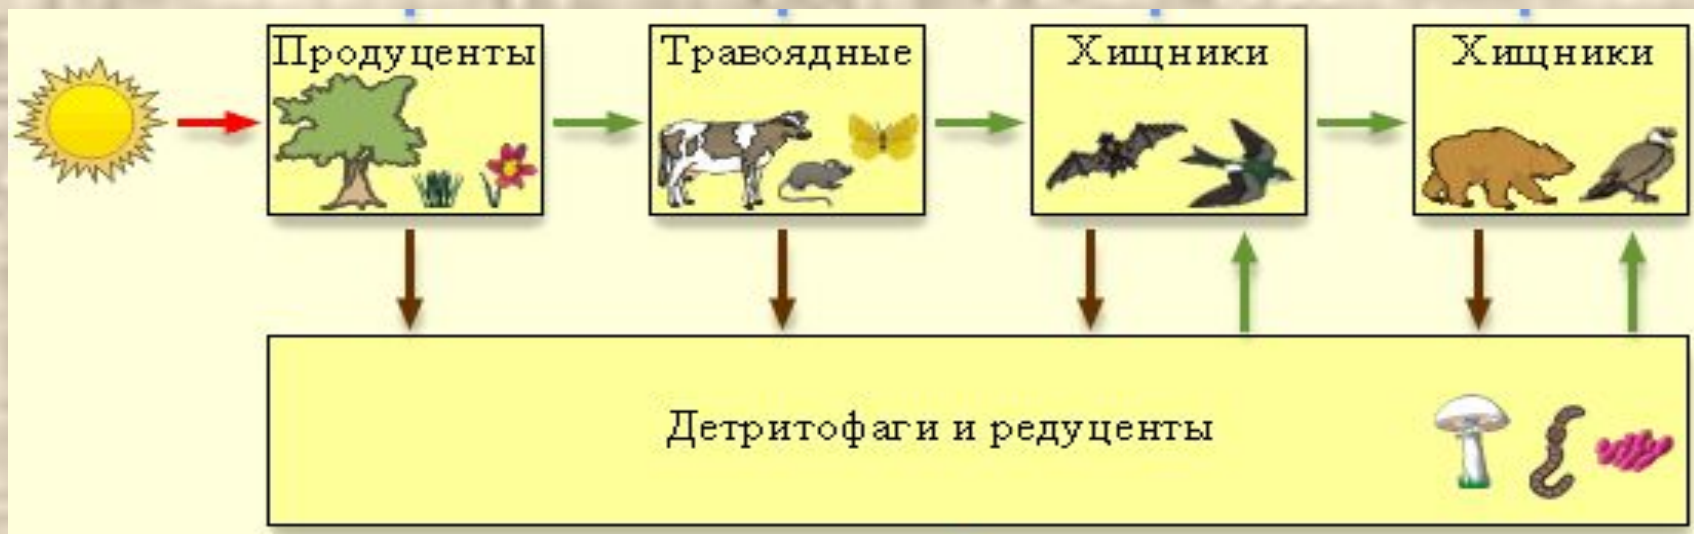 Продуценты
Травоядные
Хищники
Хищники
Детритофаги и редуценты